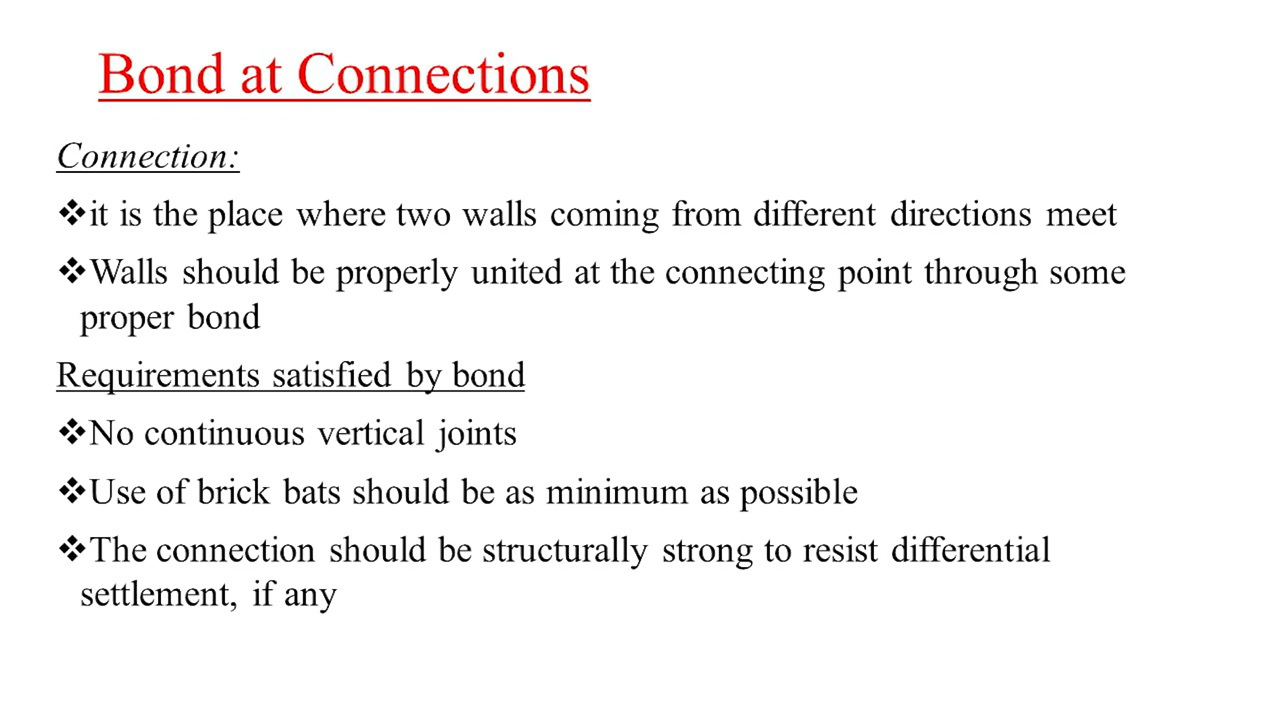 Bond at Connections
Connection:
❖it is the place where two walls coming from different directions meet
❖Walls should be properly united at the connecting point through some
proper bond
Requirements satisfied by bond
❖No continuous vertical joints
❖Use of brick bats should be as minimum as possible
❖The connection should be structurally strong to resist differential
settlement, if any